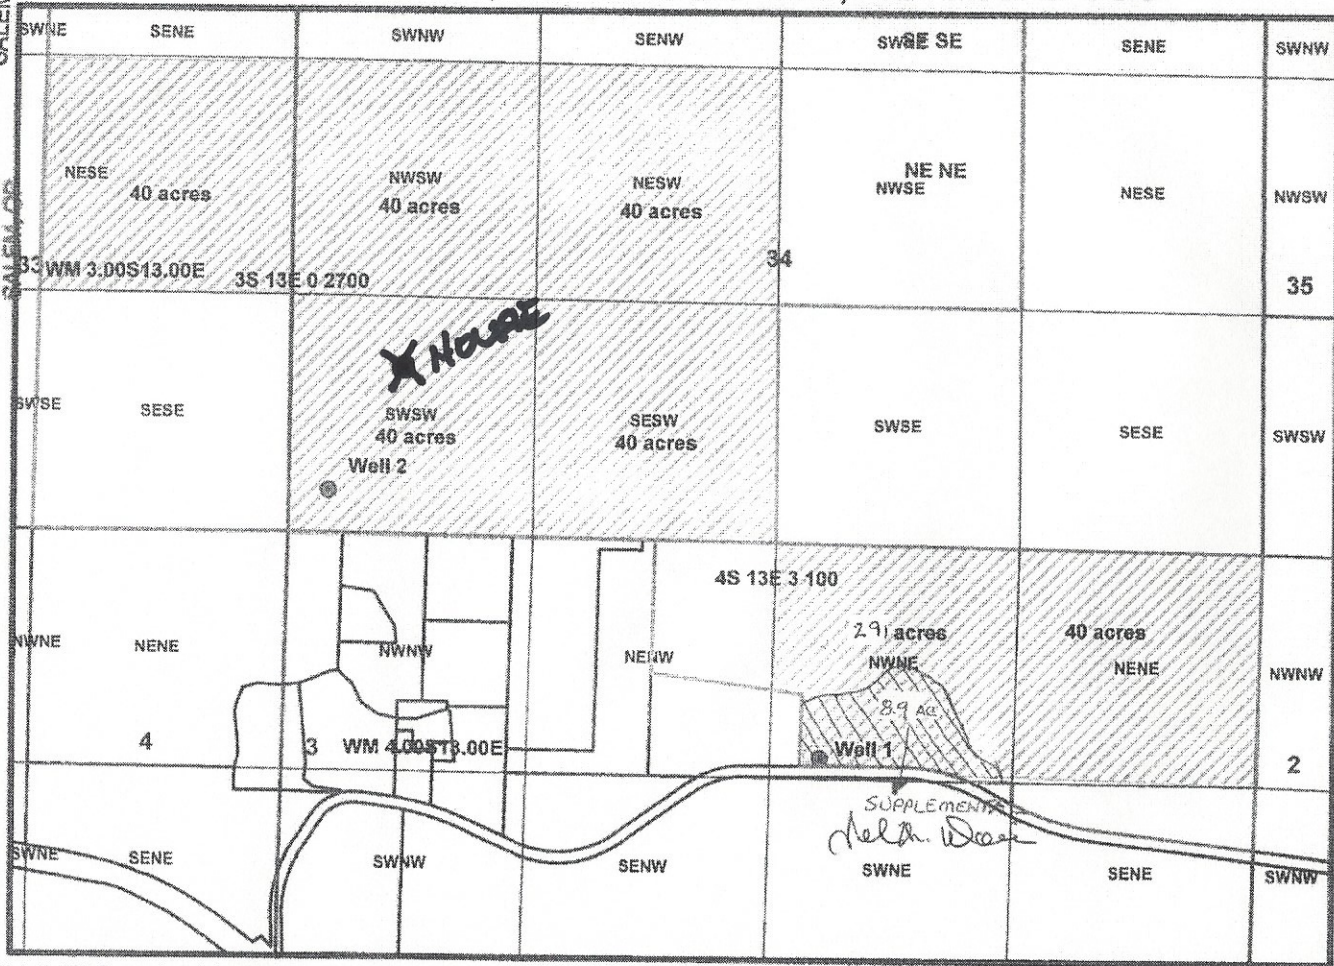 SWNE SENE SWNW SENW SWSE SE SENE SWNW
NESE 40 acres
NWSW
40 acres
NESW
40 acres
NE NE
NWSE
NESE
NWSW
SALEM, OR
33 WM 3.00S13.00E
3S 13E 0 2700
34
35
X HOUSE
SWSE SESE
SWSW
40 acres
Well 2
SESW
40 acres
SWSE SESE SWSW
4S 13E 3 100
NWNE NENE NWNW NENW
29.1 acres
NWNE
8.9 AC
40 acres
NENE
NWNW
Well 1
4 3 WM 4.00S13.00E 2
SUPPLEMENTAL
SWNE SENE SWNW SENW SWNE SENE SWNW